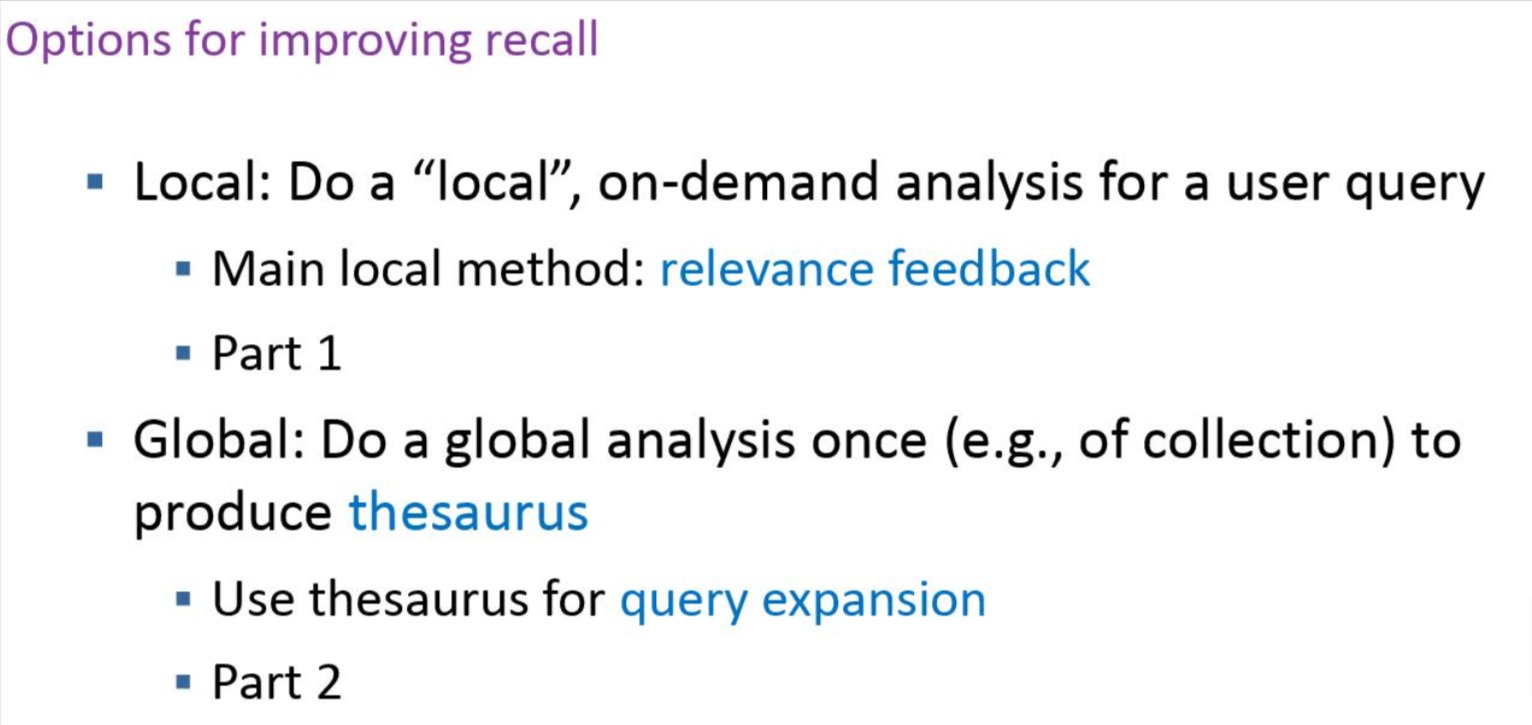 Options for improving recall
▪ Local: Do a “local”, on-demand analysis for a user query
▪ Main local method: relevance feedback
▪ Part 1
▪ Global: Do a global analysis once (e.g., of collection) to
produce thesaurus
▪ Use thesaurus for query expansion
▪ Part 2